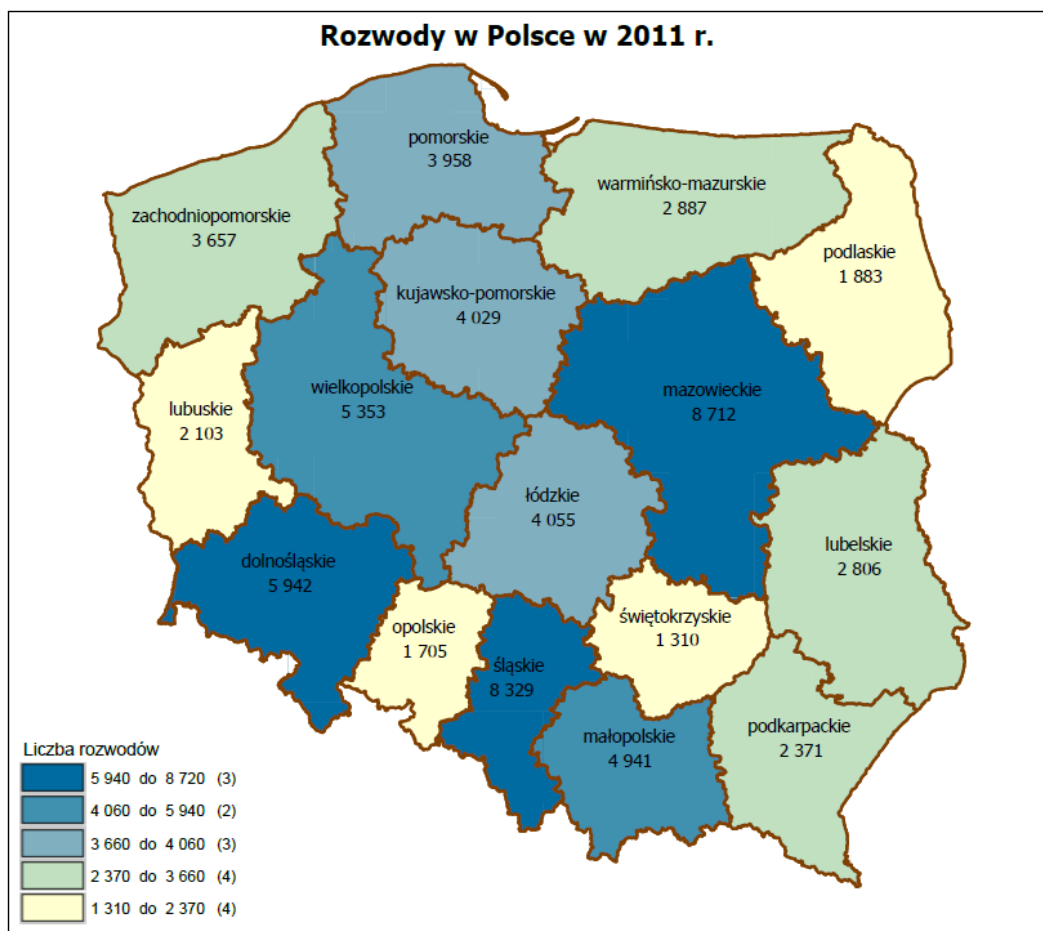 Rozwody w Polsce w 2011 r.
pomorskie
3 958
warmińsko-mazurskie
2 887
zachodniopomorskie
3 657
podlaskie
1 883
kujawsko-pomorskie
4 029
wielkopolskie
5 353
mazowieckie
8 712
lubuskie
2 103
łódzkie
4 055
lubelskie
2 806
dolnośląskie
5 942
opolskie
1 705
świętokrzyskie
1 310
śląskie
8 329
małopolskie
4 941
podkarpackie
2 371
Liczba rozwodów
5 940 do 8 720 (3)
4 060 do 5 940 (2)
3 660 do 4 060 (3)
2 370 do 3 660 (4)
1 310 do 2 370 (4)